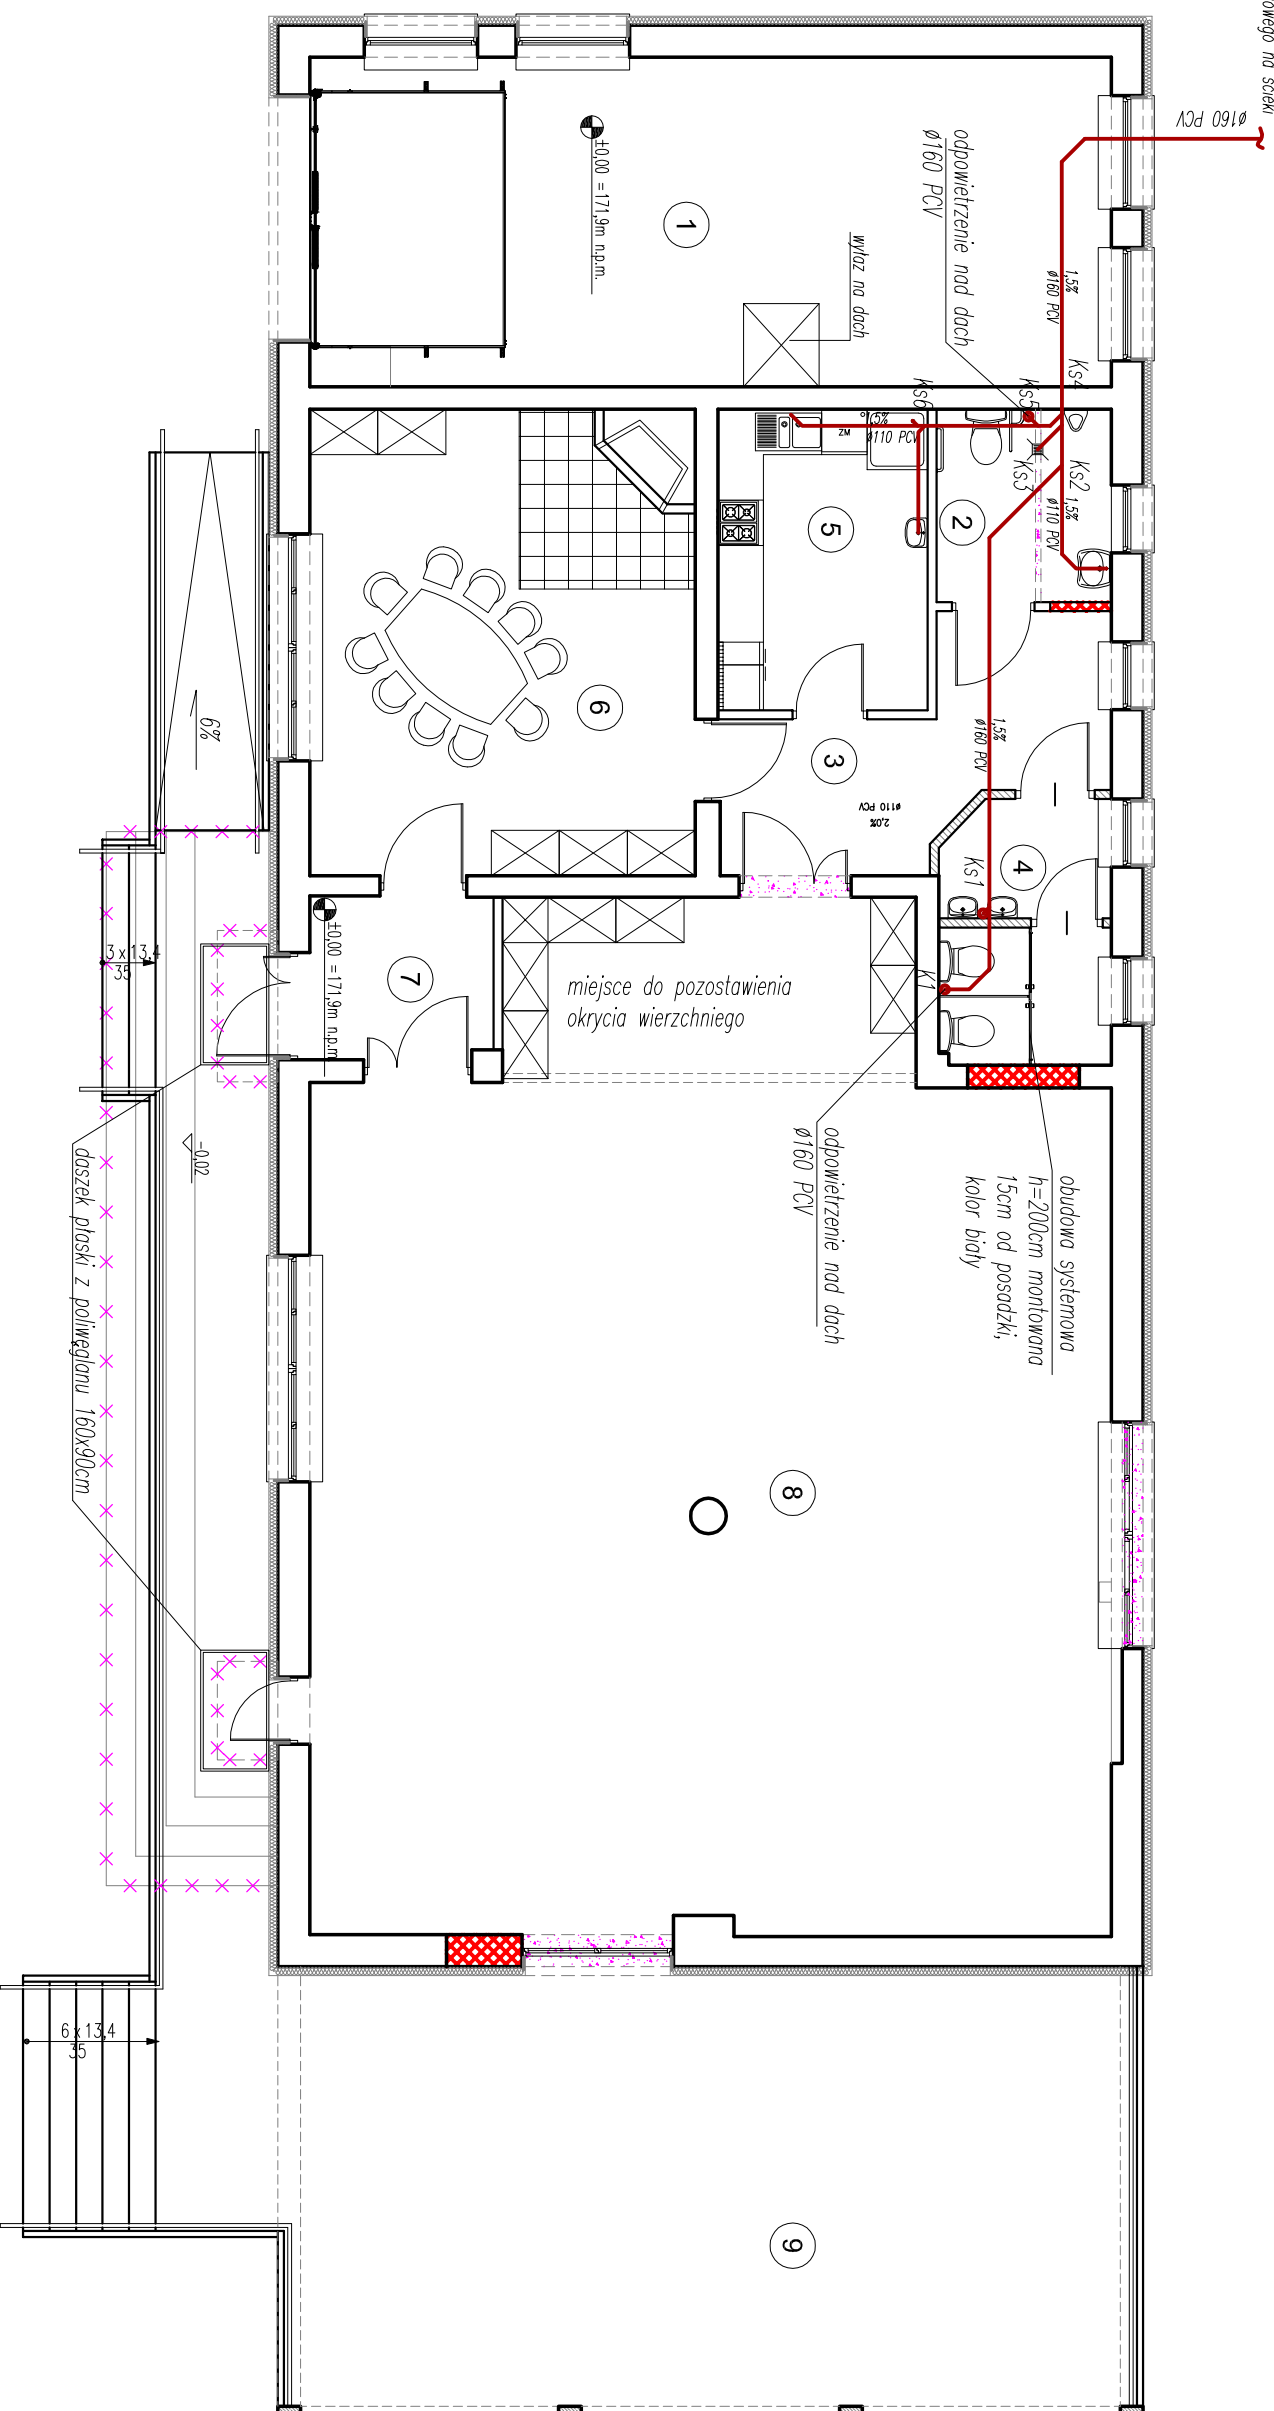 owego na ścieki
ø160 PCV
odpowietrzenie nad dach
ø160 PCV
±0,00 =171,9m n.p.m.
1
wyłaz na dach
1,5%
ø160 PCV
Ks4
Ks5
Ks6
ø110 PCV
ZM
Ks3
Ks2
1,5%
ø110 PCV
2
5
6
3
1,5%
ø160 PCV
2,0%
ø110 PCV
4
Ks1
K1
6%
7
±0,00 =171,9m n.p.m
miejsce do pozostawienia
okrycia wierzchniego
3 x 13,4
35
-0,02
daszek płaski z poliwęglanu 160x90cm
odpowietrzenie nad dach
ø160 PCV
obudowa systemowa
h=200cm montowana
15cm od posadzki,
kolor biały
8
6 x 13,4
35
9